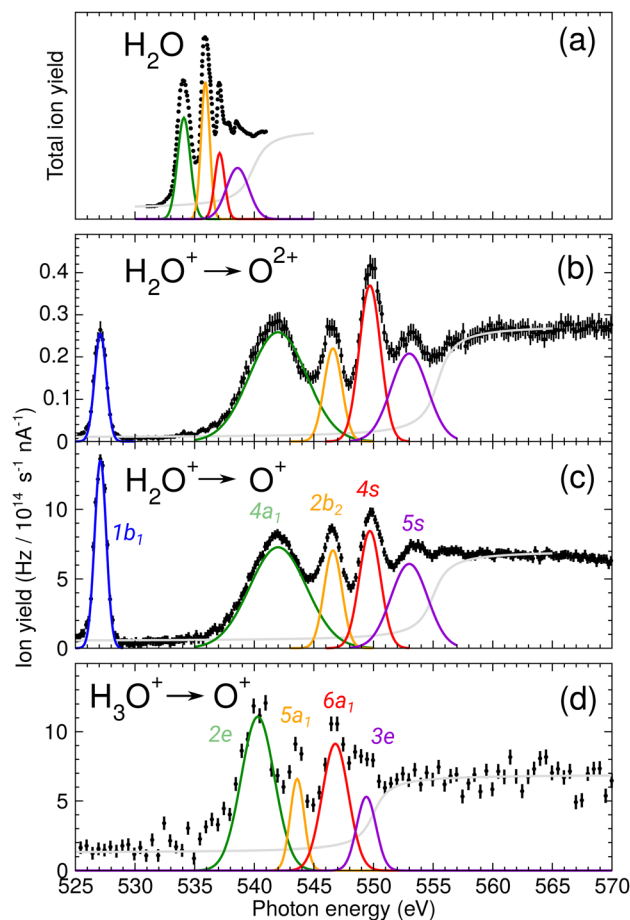 H₂O
(a)
Total ion yield
H₂O⁺ → O²⁺
(b)
0.4
0.3
0.2
0.1
0
H₂O⁺ → O⁺
(c)
10
5
0
1b₁
4a₁
2b₂
4s
5s
Ion yield (Hz / 10¹⁴ s⁻¹ nA⁻¹)
H₃O⁺ → O⁺
(d)
10
5
0
2e
5a₁
6a₁
3e
525 530 535 540 545 550 555 560 565 570
Photon energy (eV)